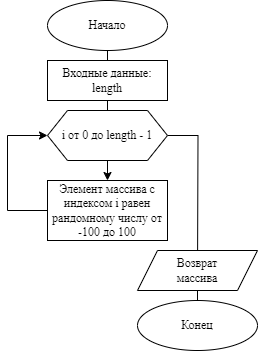 Начало
Входные данные:
length
i от 0 до length - 1
Элемент массива с
индексом i равен
рандомному числу от
-100 до 100
Возврат
массива
Конец